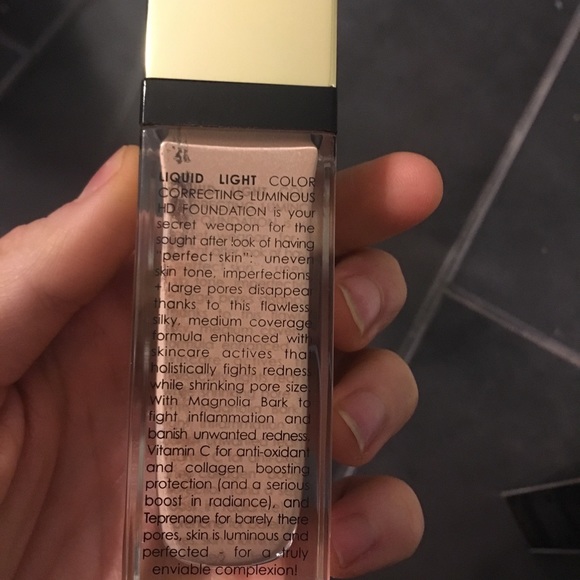 LIQUID LIGHT COLOR
CORRECTING LUMINOUS
HD FOUNDATION is your
secret weapon for the
sought after look of having
"perfect skin": uneven
skin tone, imperfections
+ large pores disappear
thanks to this flawless
silky, medium coverage
formula enhanced with
skincare actives that
holistically fights redness
while shrinking pore size.
With Magnolia Bark to
fight inflammation and
banish unwanted redness,
Vitamin C for anti-oxidant
and collagen boosting
protection (and a serious
boost in radiance), and
Teprenone for barely there
pores, skin is luminous and
perfected - for a truly
enviable complexion!